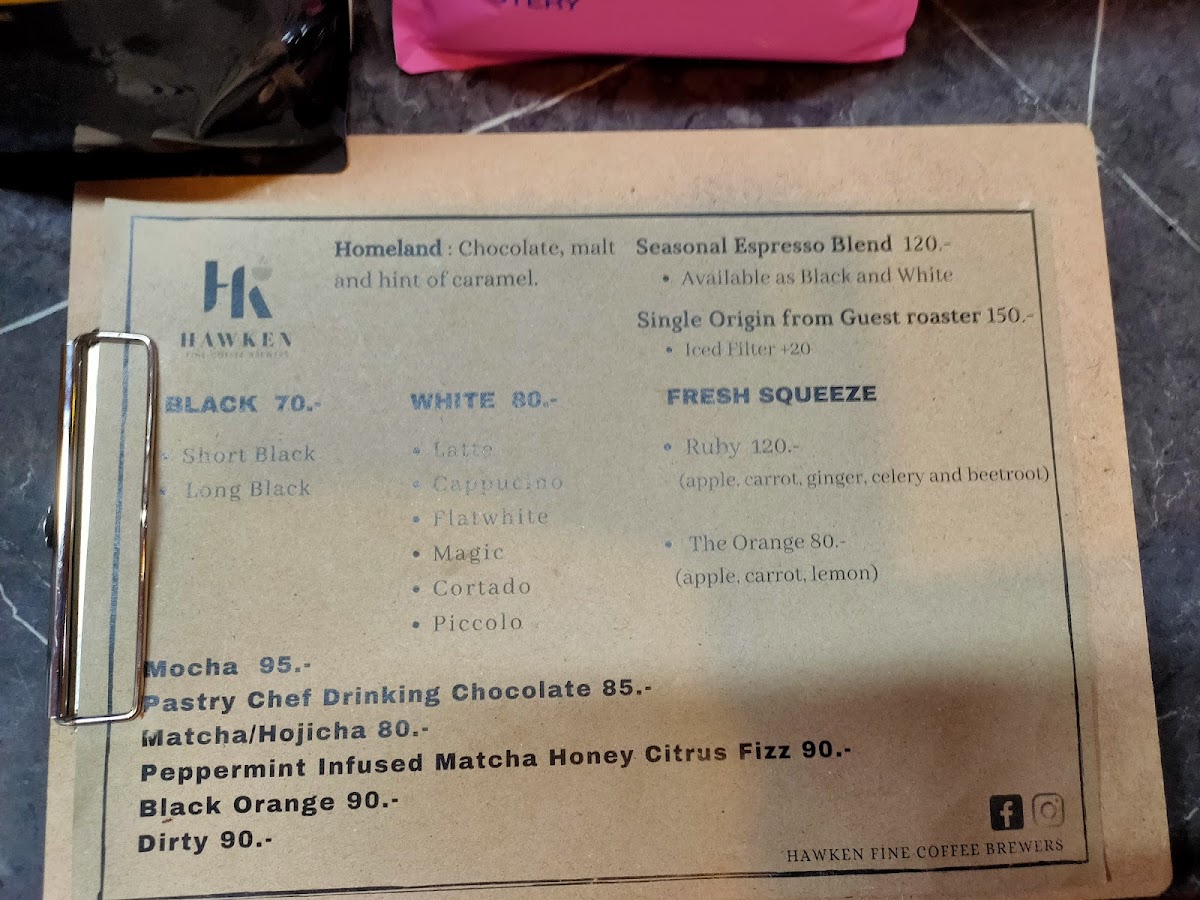 STERY
HK
HAWKEN
FINE COFFEE BREWERS
Homeland : Chocolate, malt
and hint of caramel.
Seasonal Espresso Blend 120.-
• Available as Black and White
Single Origin from Guest roaster 150.-
• Iced Filter +20
BLACK 70.-
• Short Black
• Long Black
WHITE 80.-
• Latte
• Cappucino
• Flatwhite
• Magic
• Cortado
• Piccolo
FRESH SQUEEZE
• Ruby 120.-
(apple, carrot, ginger, celery and beetroot)
• The Orange 80.-
(apple, carrot, lemon)
Mocha 95.-
Pastry Chef Drinking Chocolate 85.-
Matcha/Hojicha 80.-
Peppermint Infused Matcha Honey Citrus Fizz 90.-
Black Orange 90.-
Dirty 90.-
HAWKEN FINE COFFEE BREWERS